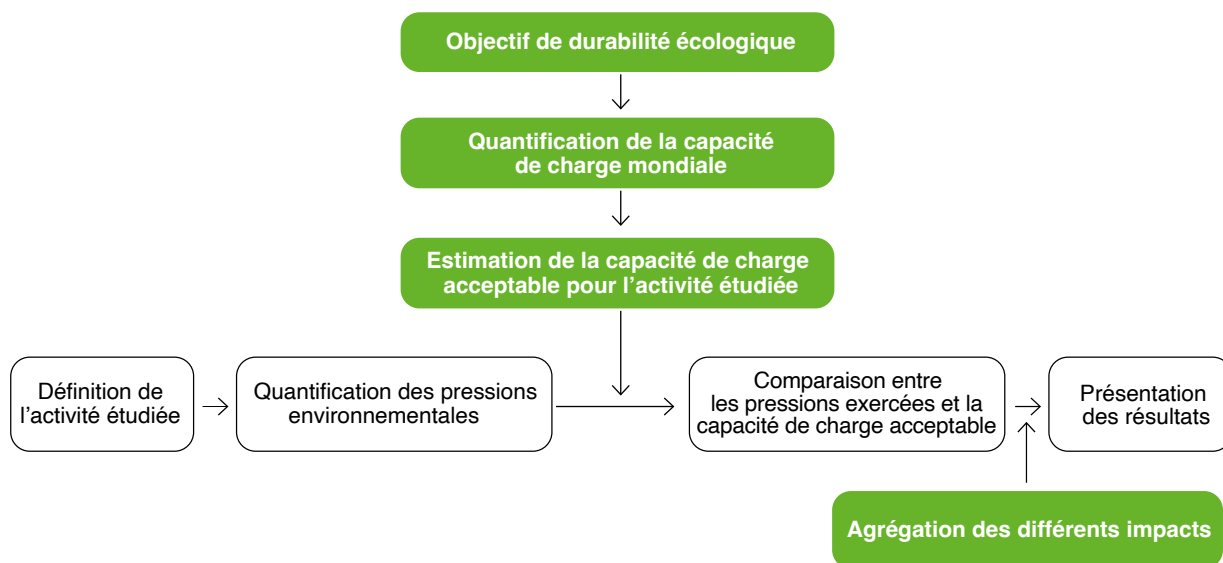 Objectif de durabilité écologique
Quantification de la capacité
de charge mondiale
Estimation de la capacité de charge
acceptable pour l’activité étudiée
Définition de
l’activité étudiée
Quantification des pressions
environnementales
Comparaison entre
les pressions exercées et la
capacité de charge acceptable
Présentation
des résultats
Agrégation des différents impacts